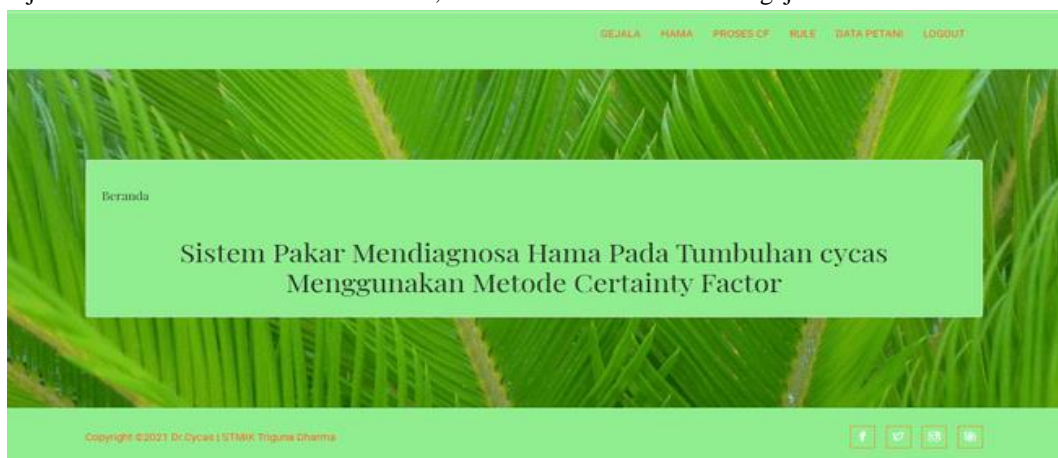 GEJALA HAMA PROSES CF RULE DATA PETANI LOGOUT
Beranda
Sistem Pakar Mendiagnosa Hama Pada Tumbuhan cycas
Menggunakan Metode Certainty Factor
Copyright ©2021 Dr.Cycas | STMIK Triguna Dharma